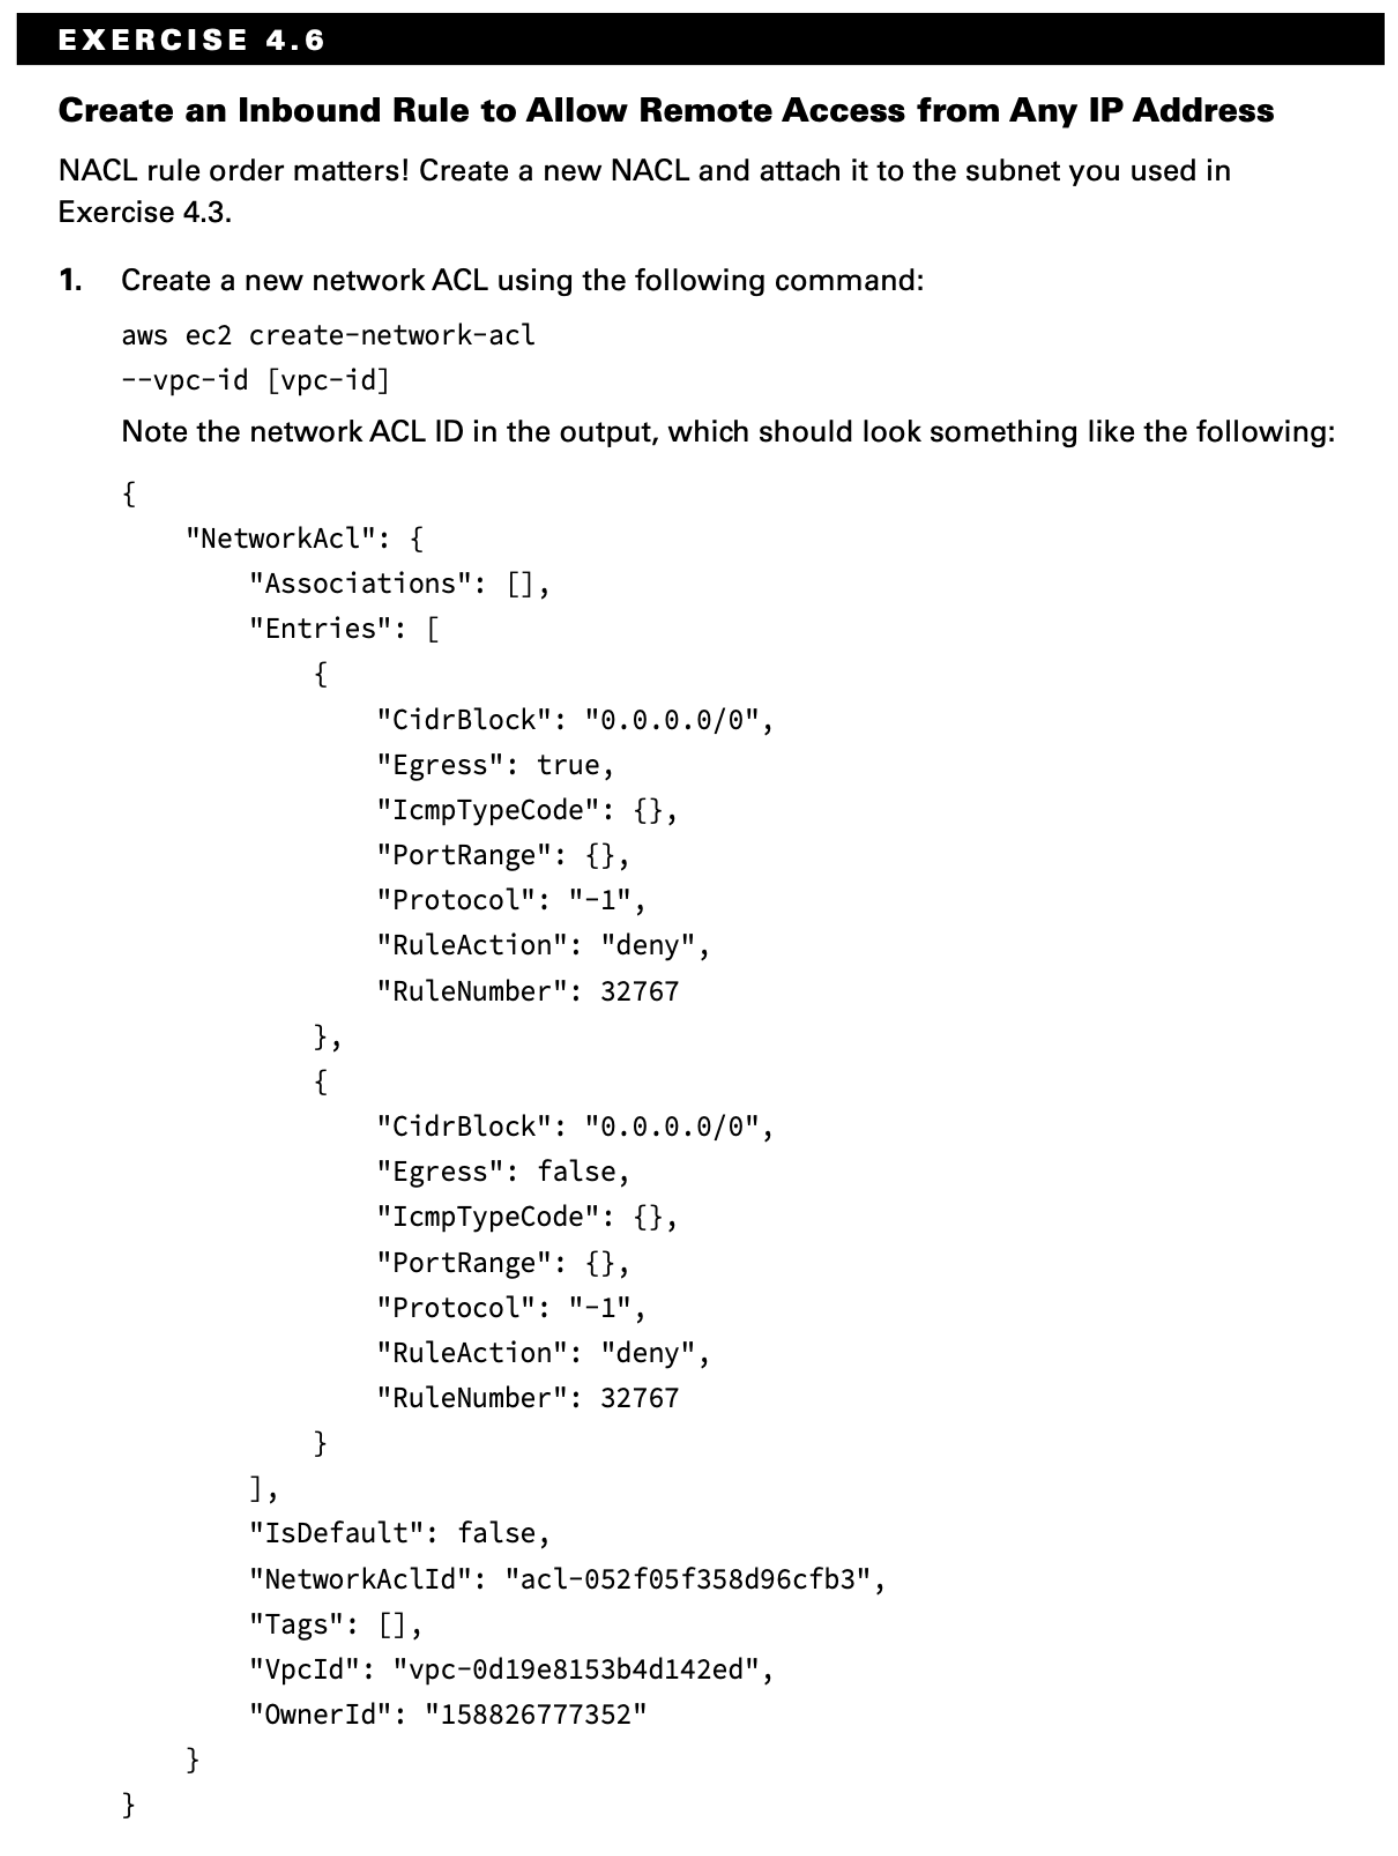 EXERCISE 4.6
Create an Inbound Rule to Allow Remote Access from Any IP Address
NACL rule order matters! Create a new NACL and attach it to the subnet you used in
Exercise 4.3.
1. Create a new network ACL using the following command:
aws ec2 create-network-acl
--vpc-id [vpc-id]
Note the network ACL ID in the output, which should look something like the following:
{
    "NetworkAcl": {
        "Associations": [],
        "Entries": [
            {
                "CidrBlock": "0.0.0.0/0",
                "Egress": true,
                "IcmpTypeCode": {},
                "PortRange": {},
                "Protocol": "-1",
                "RuleAction": "deny",
                "RuleNumber": 32767
            },
            {
                "CidrBlock": "0.0.0.0/0",
                "Egress": false,
                "IcmpTypeCode": {},
                "PortRange": {},
                "Protocol": "-1",
                "RuleAction": "deny",
                "RuleNumber": 32767
            }
        ],
        "IsDefault": false,
        "NetworkAclId": "acl-052f05f358d96cfb3",
        "Tags": [],
        "VpcId": "vpc-0d19e8153b4d142ed",
        "OwnerId": "158826777352"
    }
}